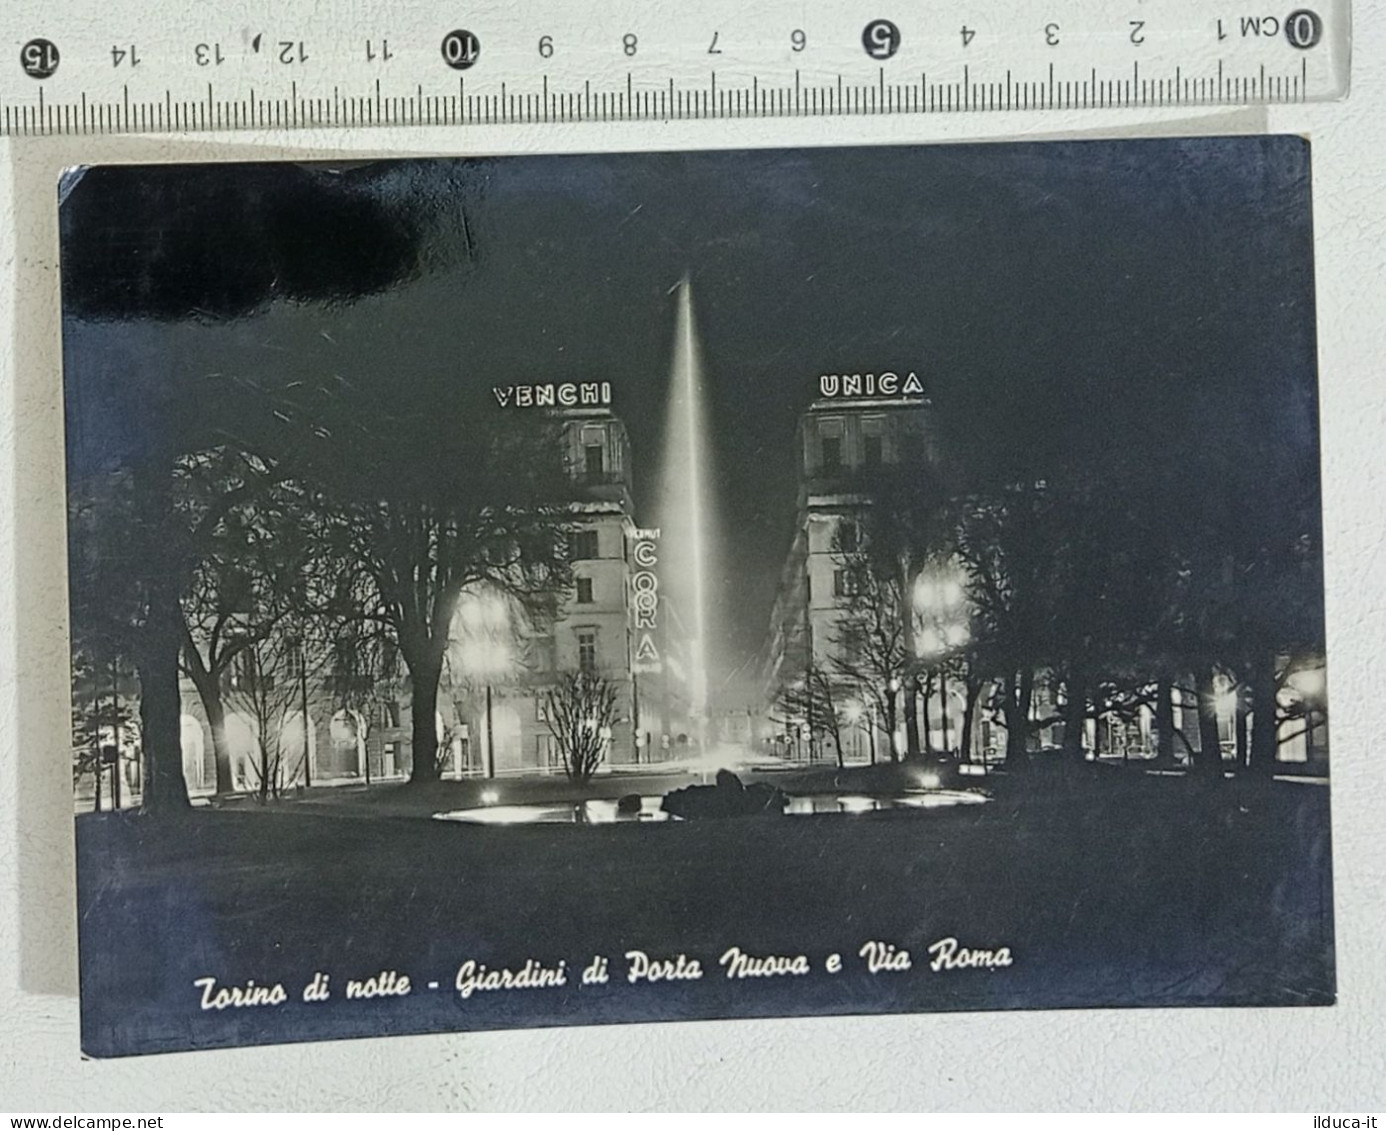 0 CM 1 2 3 4 5 6 7 8 9 10 11 12 13 14 15
VENCHI UNICA
CORA
Torino di notte - Giardini di Porta Nuova e Via Roma
delcampe.net
ilduca-it